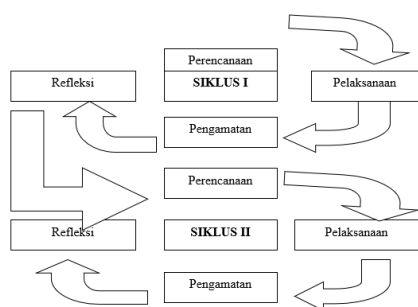 Perencanaan
Refleksi
SIKLUS I
Pelaksanaan
Pengamatan
Perencanaan
Refleksi
SIKLUS II
Pelaksanaan
Pengamatan